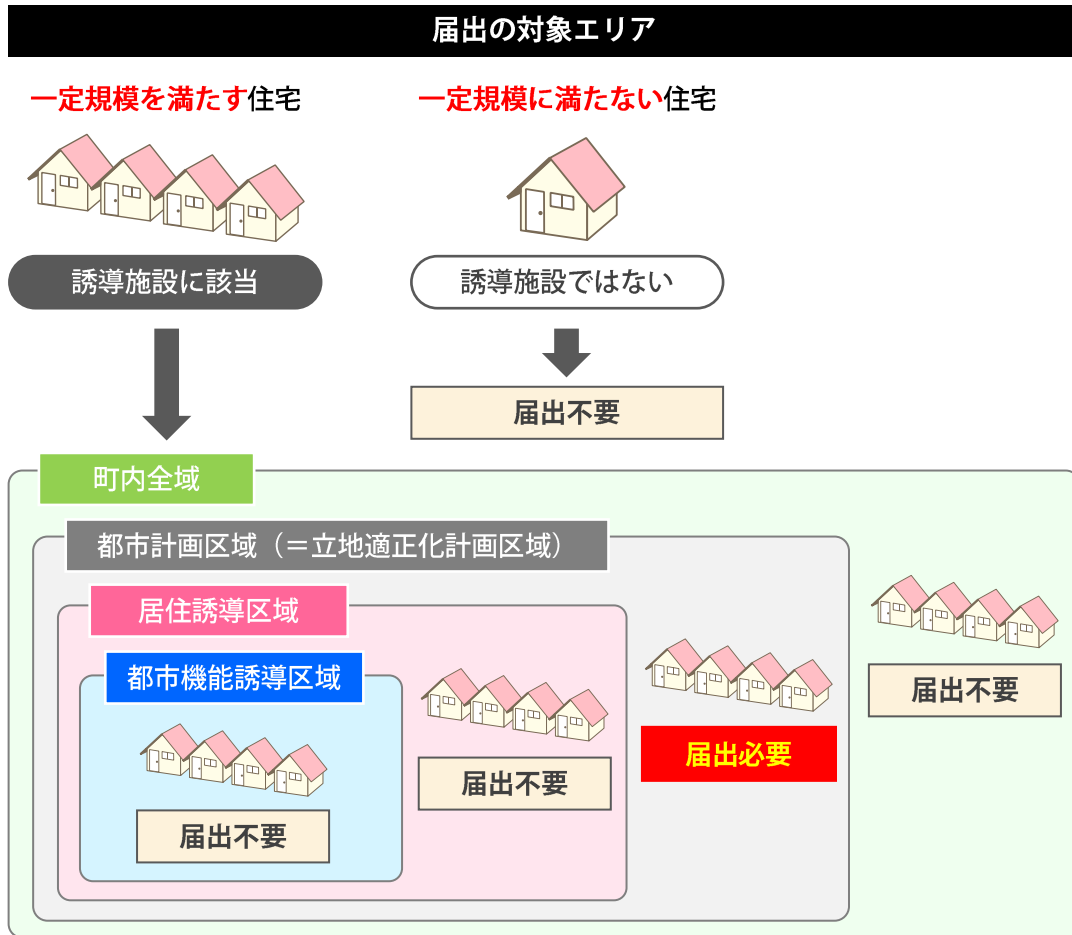 届出の対象エリア
一定規模を満たす住宅
一定規模に満たない住宅
誘導施設に該当
誘導施設ではない
届出不要
町内全域
都市計画区域（＝立地適正化計画区域）
居住誘導区域
都市機能誘導区域
届出不要
届出不要
届出必要
届出不要